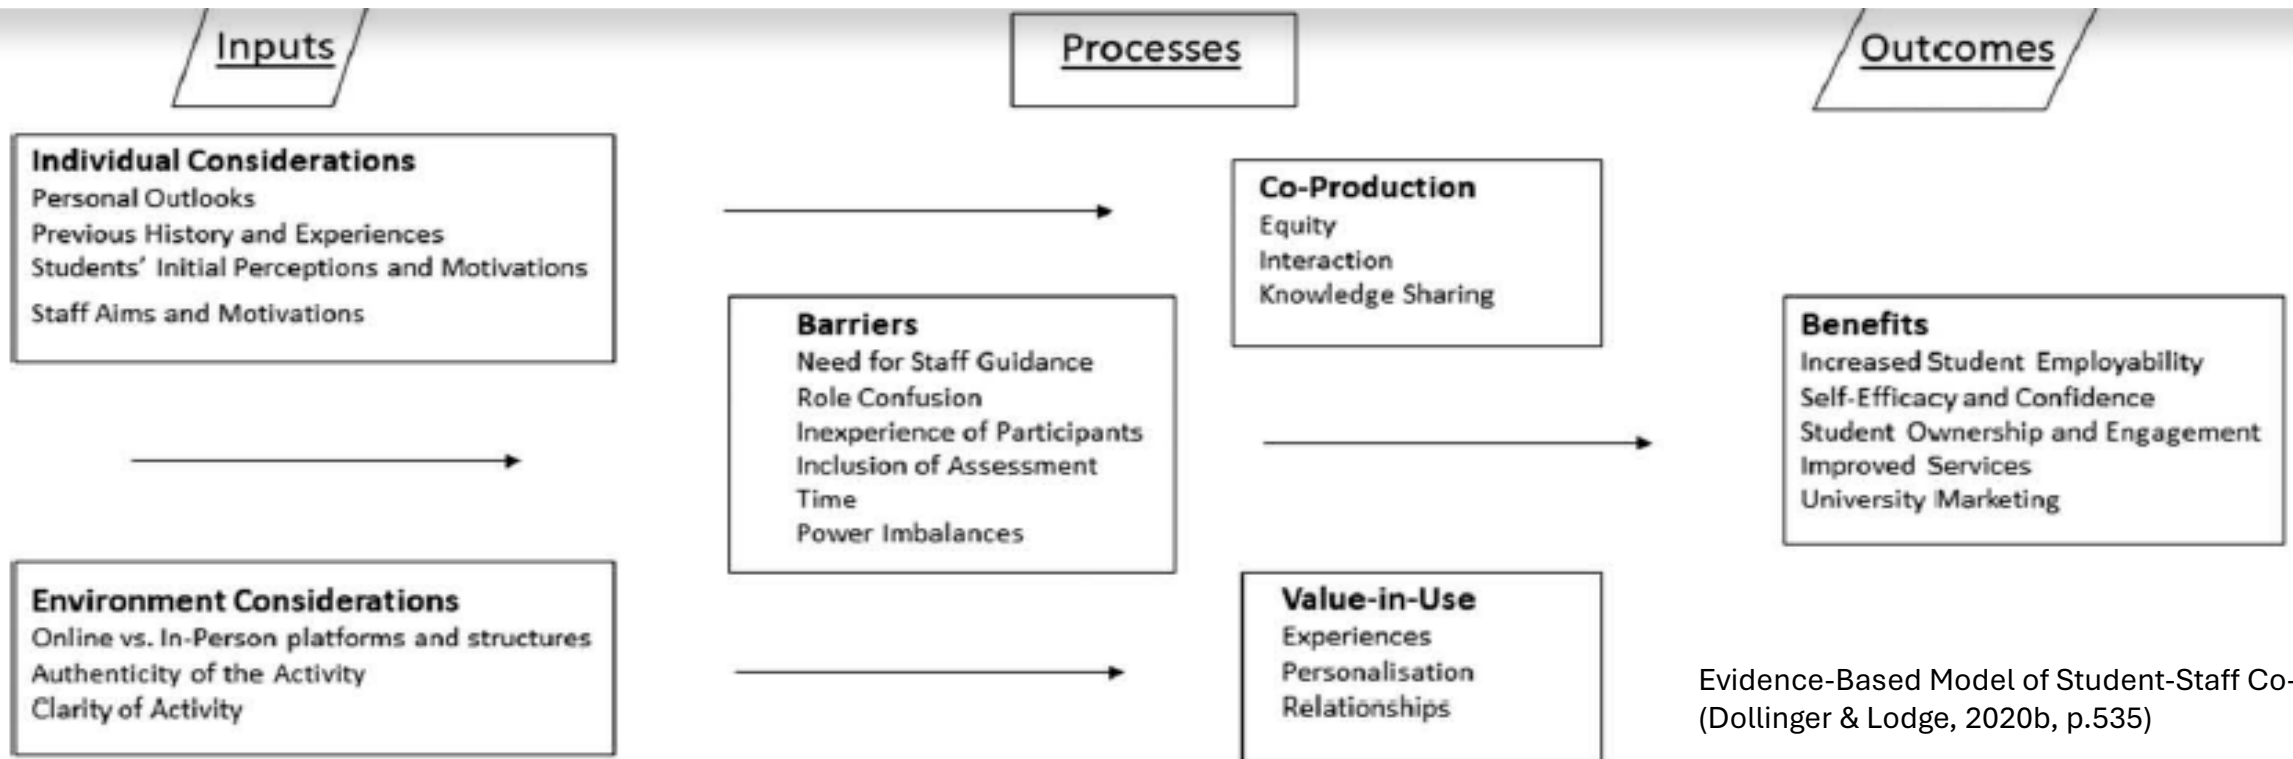 Inputs
Processes
Outcomes
Individual Considerations
Personal Outlooks
Previous History and Experiences
Students' Initial Perceptions and Motivations
Staff Aims and Motivations
Environment Considerations
Online vs. In-Person platforms and structures
Authenticity of the Activity
Clarity of Activity
Barriers
Need for Staff Guidance
Role Confusion
Inexperience of Participants
Inclusion of Assessment
Time
Power Imbalances
Co-Production
Equity
Interaction
Knowledge Sharing
Value-in-Use
Experiences
Personalisation
Relationships
Benefits
Increased Student Employability
Self-Efficacy and Confidence
Student Ownership and Engagement
Improved Services
University Marketing
Evidence-Based Model of Student-Staff Co-
(Dollinger & Lodge, 2020b, p.535)